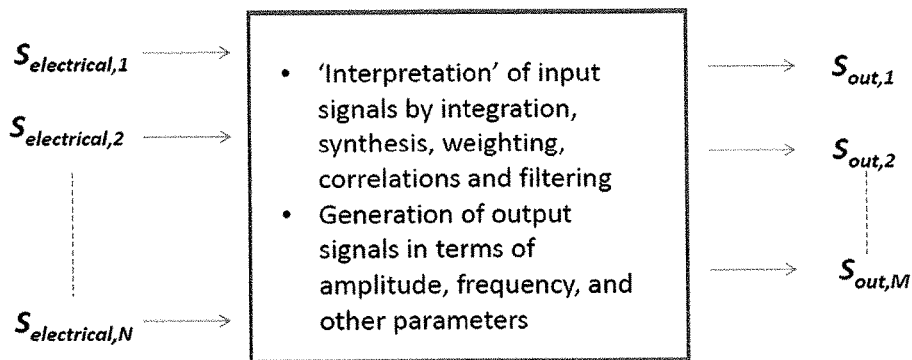 S_electrical,1
S_electrical,2
S_electrical,N
• ‘Interpretation’ of input
signals by integration,
synthesis, weighting,
correlations and filtering
• Generation of output
signals in terms of
amplitude, frequency, and
other parameters
S_out,1
S_out,2
S_out,M